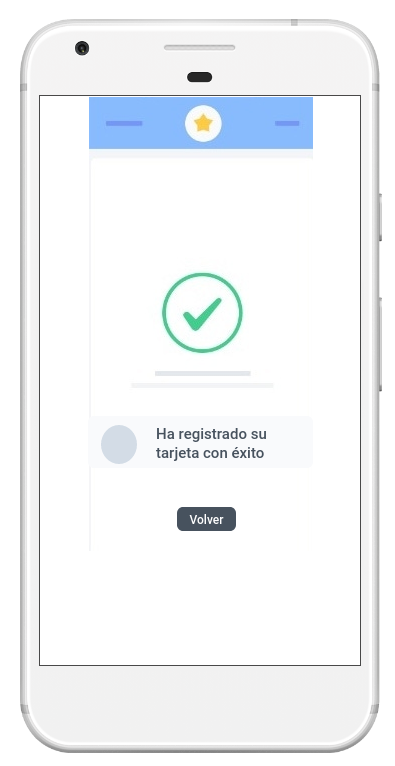 Ha registrado su
tarjeta con éxito
Volver